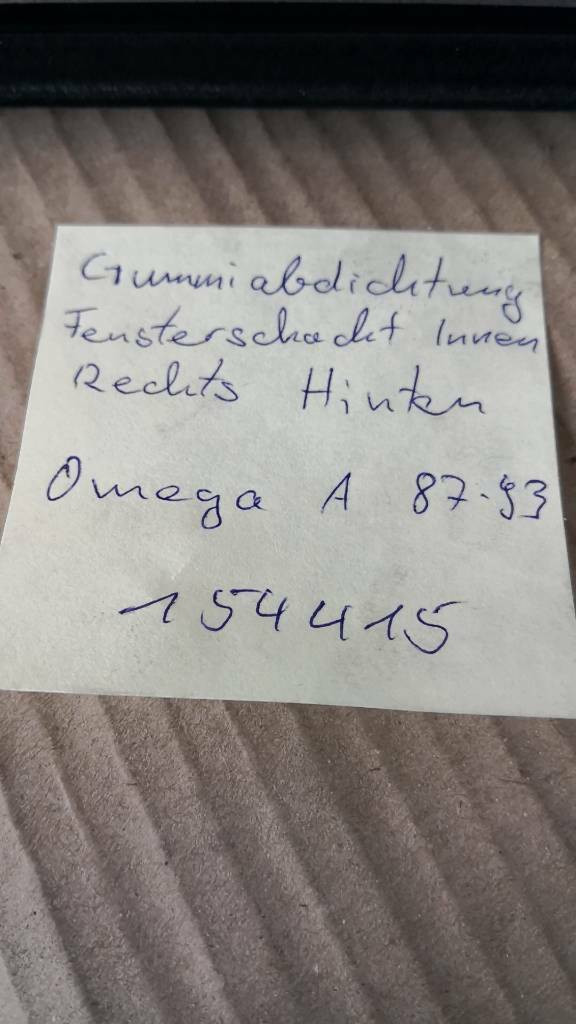 Gummiabdichtung
Fensterschacht Innen
Rechts Hinten
Omega A 87-93
154415